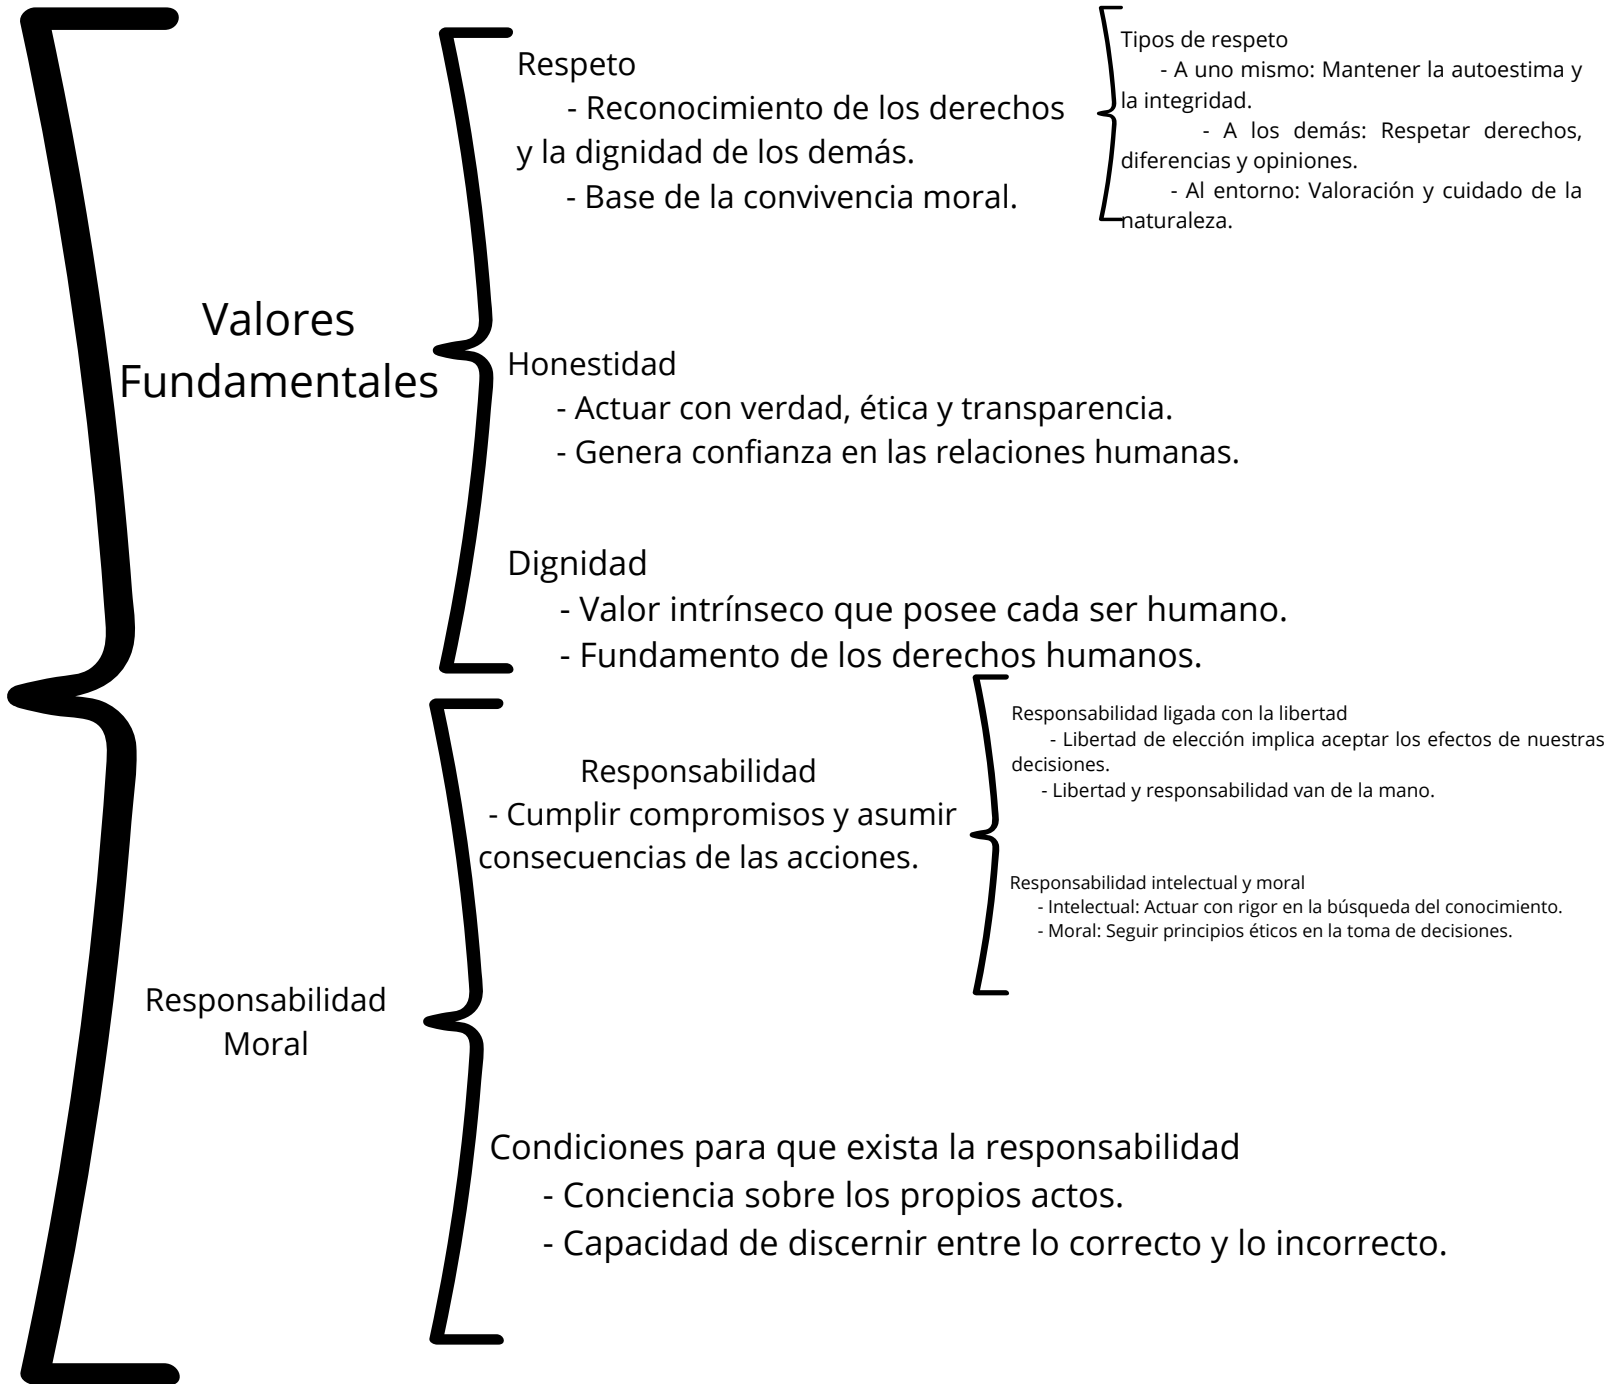 Valores
Fundamentales
Respeto
- Reconocimiento de los derechos
y la dignidad de los demás.
- Base de la convivencia moral.
Tipos de respeto
- A uno mismo: Mantener la autoestima y
la integridad.
- A los demás: Respetar derechos,
diferencias y opiniones.
- Al entorno: Valoración y cuidado de la
naturaleza.
Honestidad
- Actuar con verdad, ética y transparencia.
- Genera confianza en las relaciones humanas.
Dignidad
- Valor intrínseco que posee cada ser humano.
- Fundamento de los derechos humanos.
Responsabilidad
Moral
Responsabilidad
- Cumplir compromisos y asumir
consecuencias de las acciones.
Responsabilidad ligada con la libertad
- Libertad de elección implica aceptar los efectos de nuestras
decisiones.
- Libertad y responsabilidad van de la mano.
Responsabilidad intelectual y moral
- Intelectual: Actuar con rigor en la búsqueda del conocimiento.
- Moral: Seguir principios éticos en la toma de decisiones.
Condiciones para que exista la responsabilidad
- Conciencia sobre los propios actos.
- Capacidad de discernir entre lo correcto y lo incorrecto.